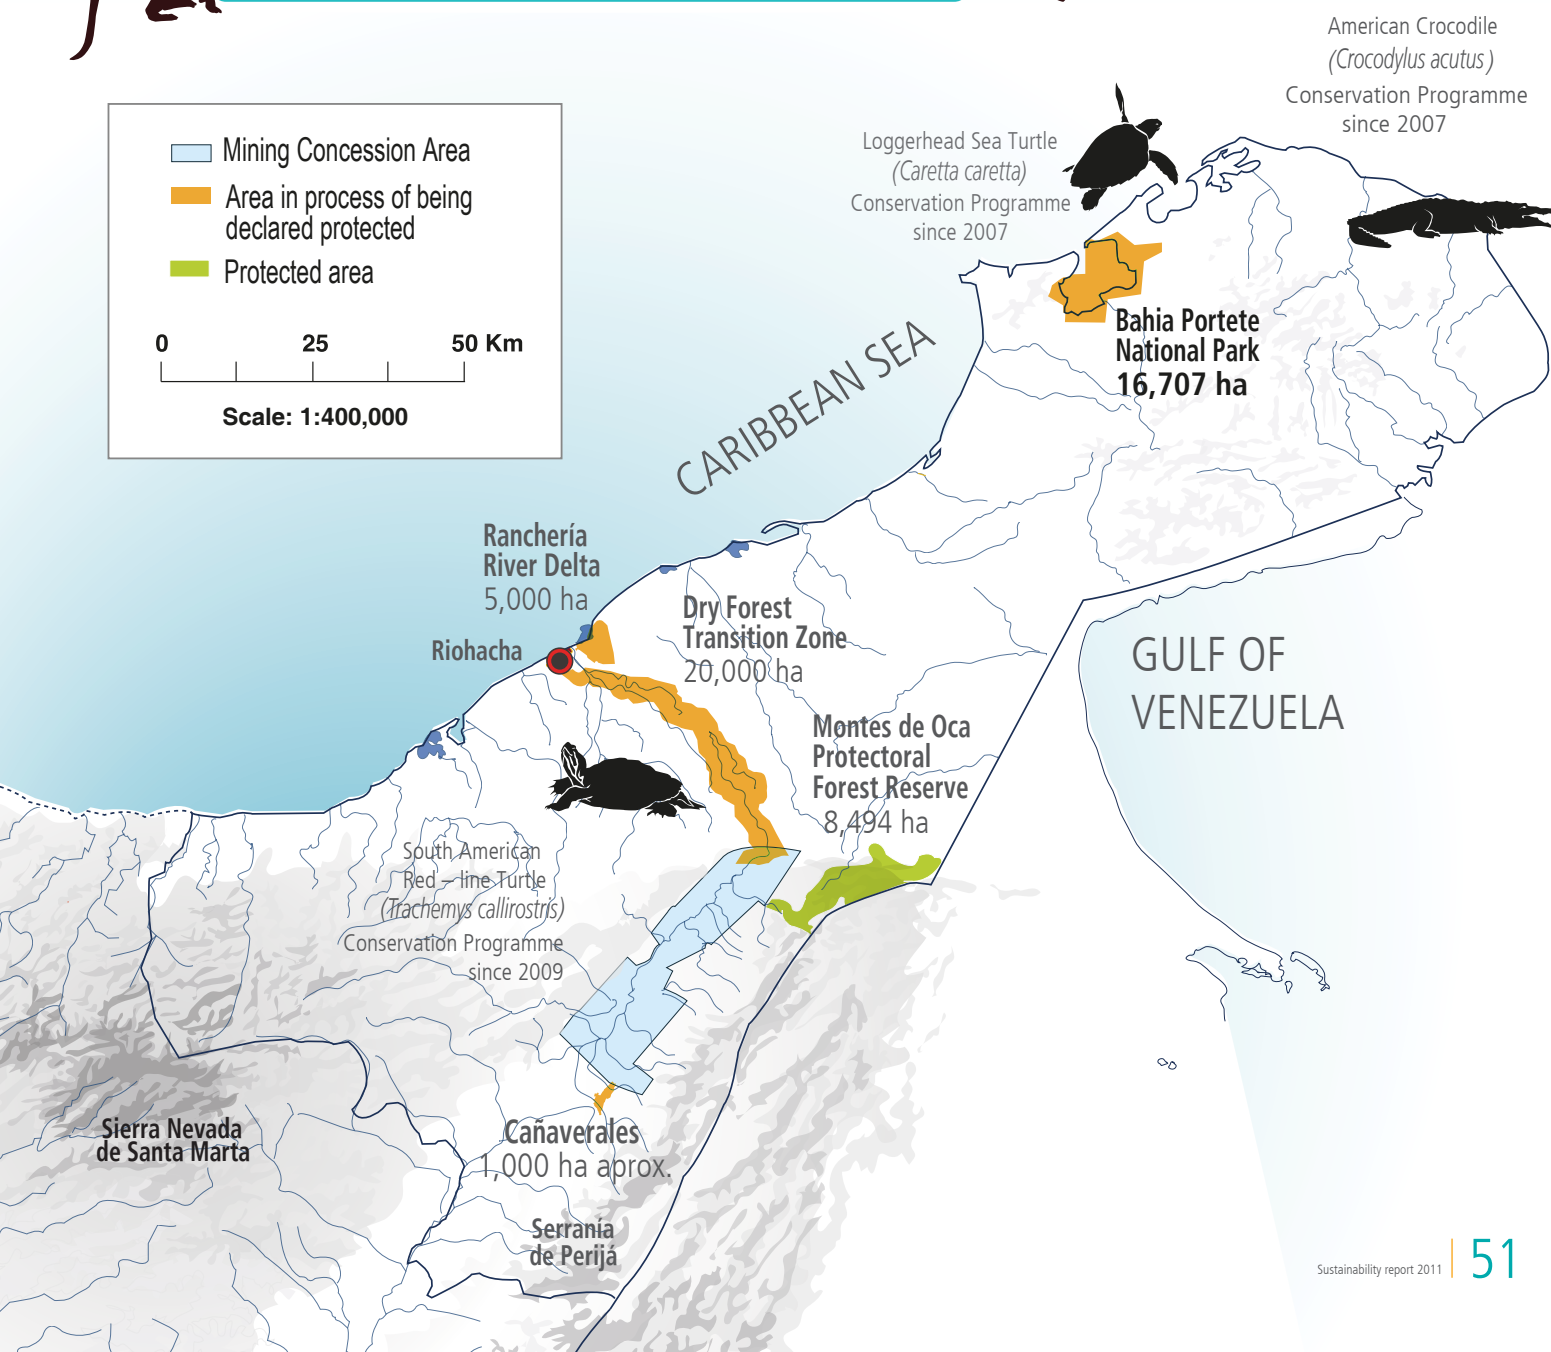 American Crocodile
(Crocodylus acutus)
Conservation Programme
since 2007
Loggerhead Sea Turtle
(Caretta caretta)
Conservation Programme
since 2007
Mining Concession Area
Area in process of being
declared protected
Protected area
0 25 50 Km
Scale: 1:400,000
Bahia Portete
National Park
16,707 ha
CARIBBEAN SEA
Ranchería
River Delta
5,000 ha
Riohacha
Dry Forest
Transition Zone
20,000 ha
GULF OF
VENEZUELA
Montes de Oca
Protectoral
Forest Reserve
8,494 ha
South American
Red – line Turtle
(Trachemys callirostris)
Conservation Programme
since 2009
Sierra Nevada
de Santa Marta
Cañaverales
1,000 ha aprox.
Serranía
de Perijá
Sustainability report 2011 51